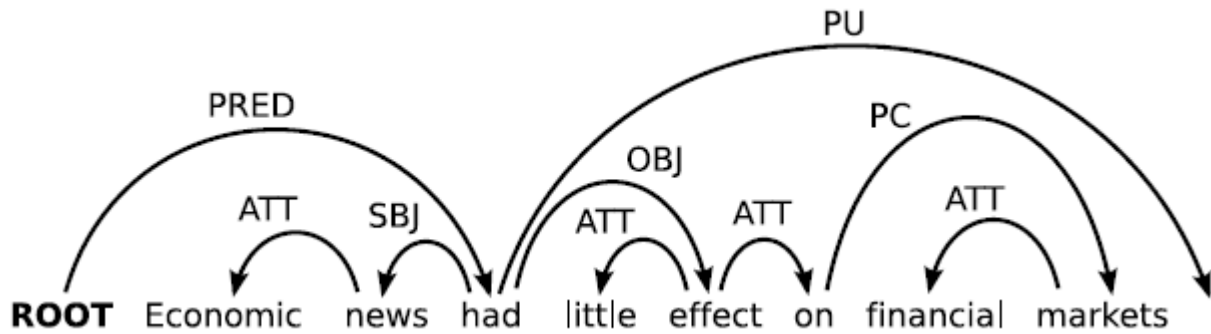 PU
PRED
PC
OBJ
ATT SBJ ATT ATT ATT
ROOT Economic news had little effect on financial markets .